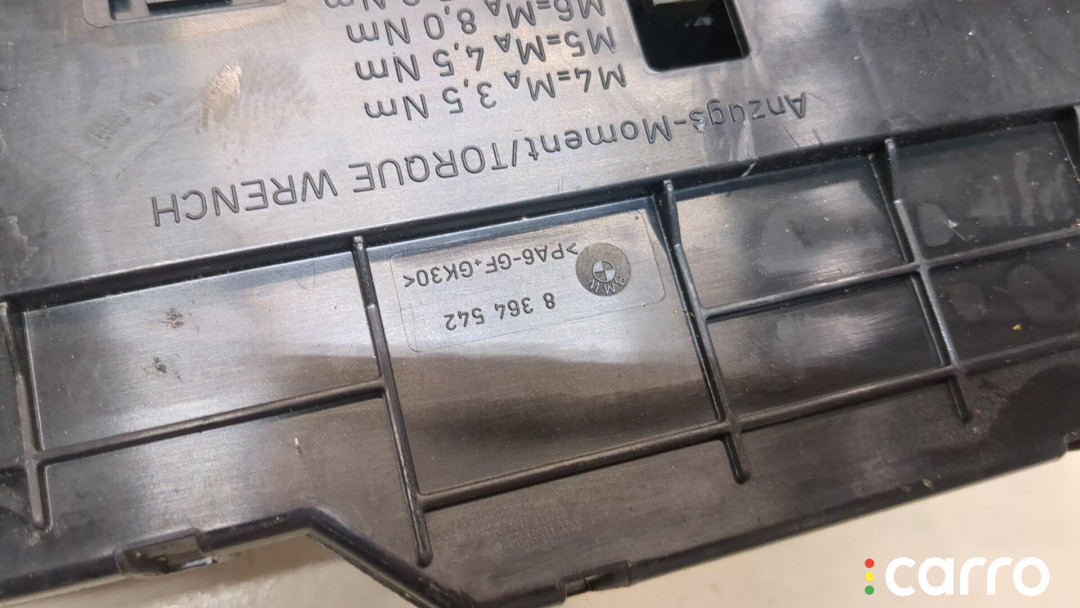 Anzugs-Moment/TORQUE WRENCH
M4=MA 3,5 Nm
M5=MA 4,5 Nm
M6=MA 8.0 Nm
BMW
>PA6-GF+GK30<
8 364 542
carro